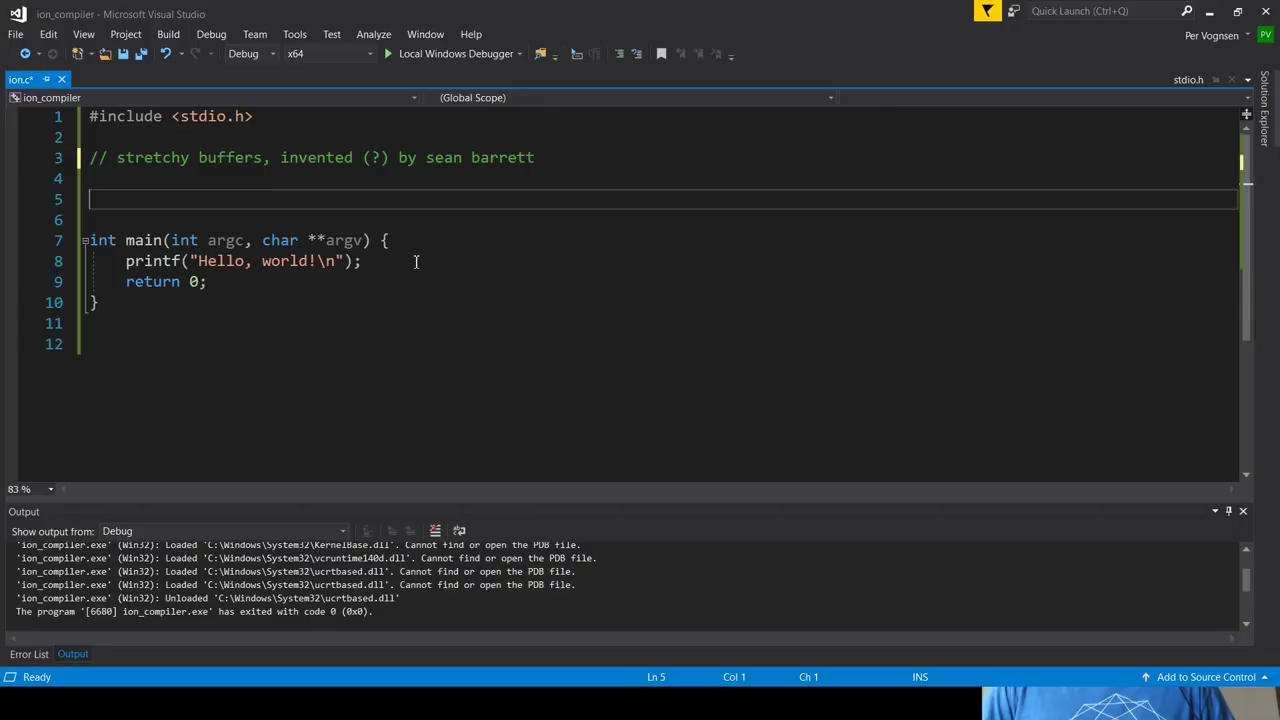 ion_compiler - Microsoft Visual Studio
Quick Launch (Ctrl+Q)
File Edit View Project Build Debug Team Tools Test Analyze Window Help
Per Vognsen PV
Debug x64 Local Windows Debugger
ion.c* stdio.h
ion_compiler (Global Scope)
1 #include <stdio.h>
2
3 // stretchy buffers, invented (?) by sean barrett
4
5
6
7 int main(int argc, char **argv) {
8 printf("Hello, world!\n");
9 return 0;
10 }
11
12
Solution Explorer
83 %
Output
Show output from: Debug
'ion_compiler.exe' (Win32): Loaded 'C:\Windows\System32\KernelBase.dll'. Cannot find or open the PDB file.
'ion_compiler.exe' (Win32): Loaded 'C:\Windows\System32\vcruntime140d.dll'. Cannot find or open the PDB file.
'ion_compiler.exe' (Win32): Loaded 'C:\Windows\System32\ucrtbased.dll'. Cannot find or open the PDB file.
'ion_compiler.exe' (Win32): Loaded 'C:\Windows\System32\ucrtbased.dll'. Cannot find or open the PDB file.
'ion_compiler.exe' (Win32): Unloaded 'C:\Windows\System32\ucrtbased.dll'
The program '[6680] ion_compiler.exe' has exited with code 0 (0x0).
Error List Output
Ready Ln 5 Col 1 Ch 1 INS Add to Source Control